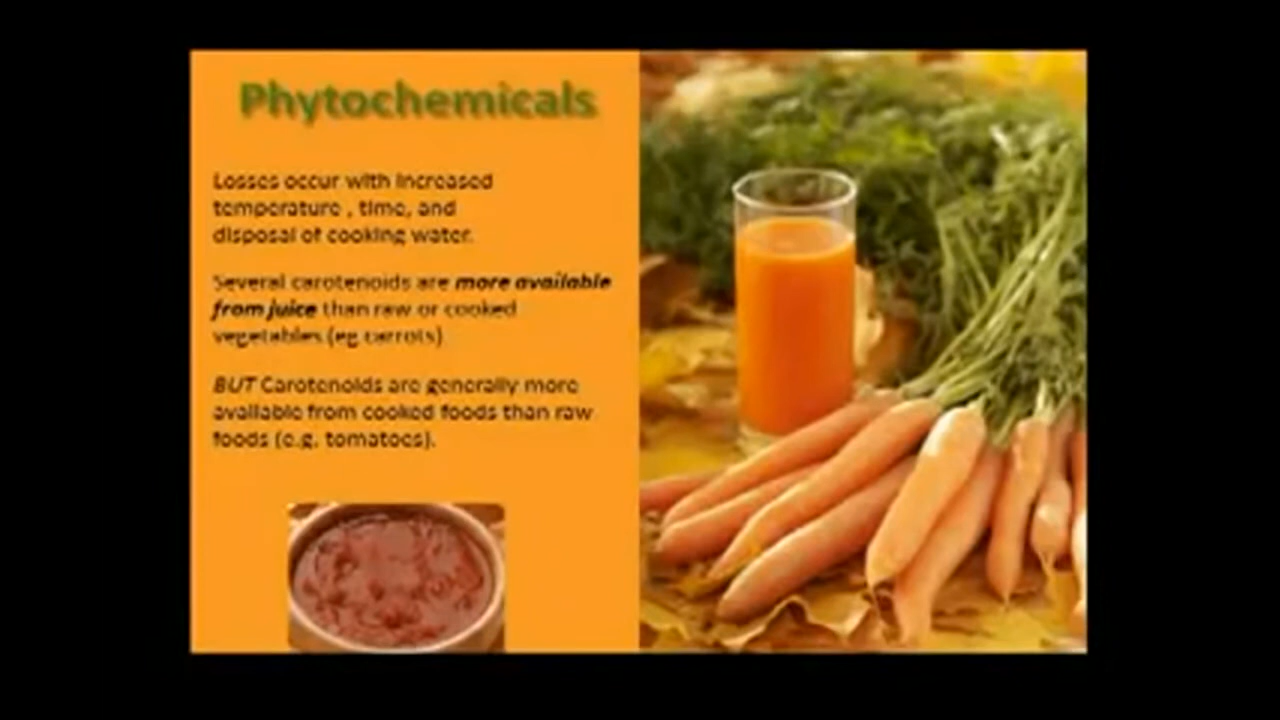 Phytochemicals
Losses occur with increased
temperature , time, and
disposal of cooking water.
Several carotenoids are more available
from juice than raw or cooked
vegetables (eg carrots)
BUT Carotenoids are generally more
available from cooked foods than raw
foods (e.g. tomatoes).